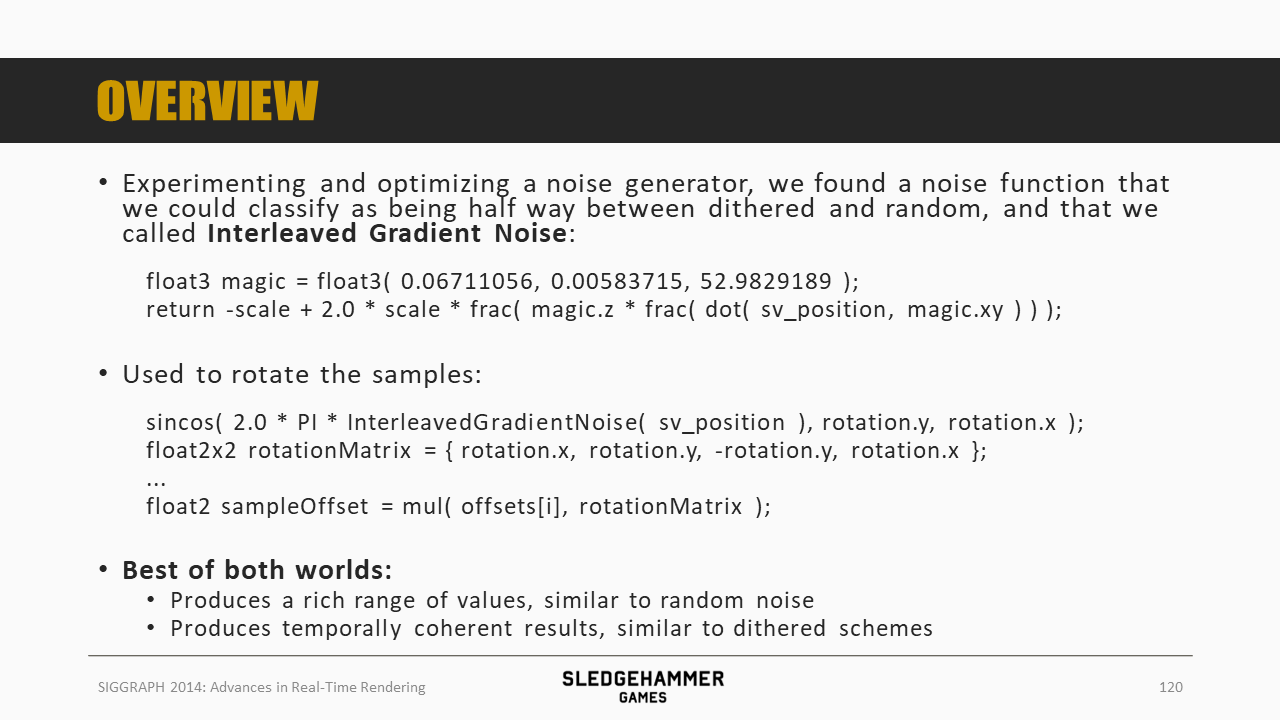 OVERVIEW
• Experimenting and optimizing a noise generator, we found a noise function that
we could classify as being half way between dithered and random, and that we
called Interleaved Gradient Noise:
float3 magic = float3( 0.06711056, 0.00583715, 52.9829189 );
return -scale + 2.0 * scale * frac( magic.z * frac( dot( sv_position, magic.xy ) ) );
• Used to rotate the samples:
sincos( 2.0 * PI * InterleavedGradientNoise( sv_position ), rotation.y, rotation.x );
float2x2 rotationMatrix = { rotation.x, rotation.y, -rotation.y, rotation.x };
...
float2 sampleOffset = mul( offsets[i], rotationMatrix );
• Best of both worlds:
• Produces a rich range of values, similar to random noise
• Produces temporally coherent results, similar to dithered schemes
SIGGRAPH 2014: Advances in Real-Time Rendering
SLEDGEHAMMER
GAMES
120